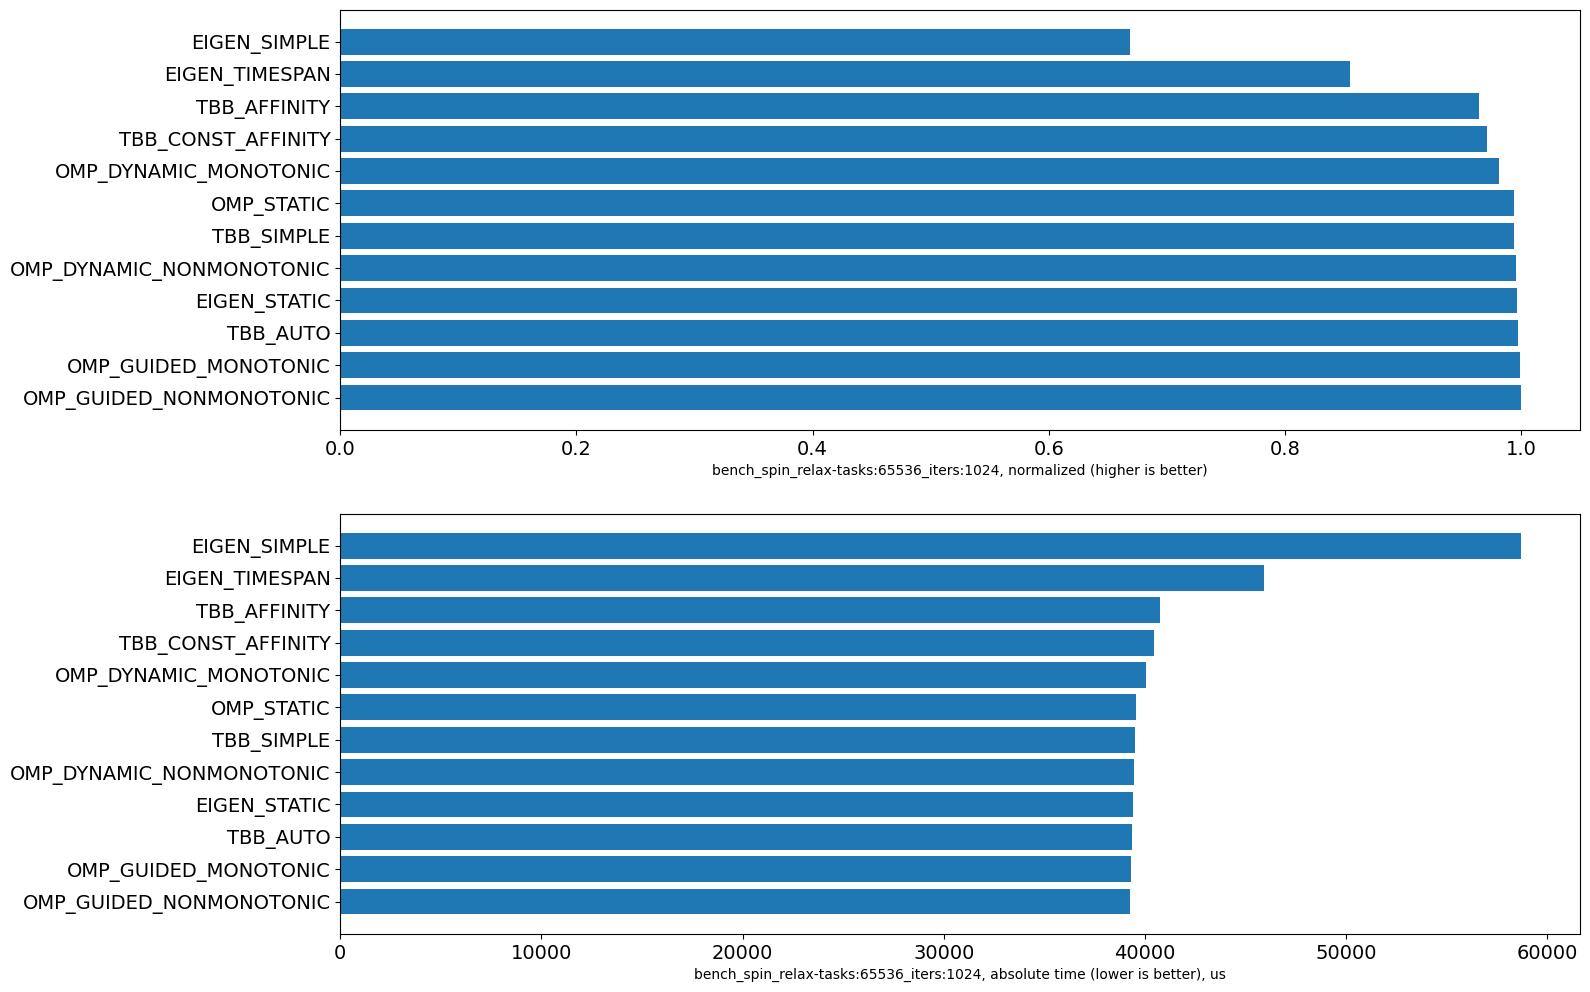 EIGEN_SIMPLE
EIGEN_TIMESPAN
TBB_AFFINITY
TBB_CONST_AFFINITY
OMP_DYNAMIC_MONOTONIC
OMP_STATIC
TBB_SIMPLE
OMP_DYNAMIC_NONMONOTONIC
EIGEN_STATIC
TBB_AUTO
OMP_GUIDED_MONOTONIC
OMP_GUIDED_NONMONOTONIC
0.0 0.2 0.4 0.6 0.8 1.0
bench_spin_relax-tasks:65536_iters:1024, normalized (higher is better)
EIGEN_SIMPLE
EIGEN_TIMESPAN
TBB_AFFINITY
TBB_CONST_AFFINITY
OMP_DYNAMIC_MONOTONIC
OMP_STATIC
TBB_SIMPLE
OMP_DYNAMIC_NONMONOTONIC
EIGEN_STATIC
TBB_AUTO
OMP_GUIDED_MONOTONIC
OMP_GUIDED_NONMONOTONIC
0 10000 20000 30000 40000 50000 60000
bench_spin_relax-tasks:65536_iters:1024, absolute time (lower is better), us